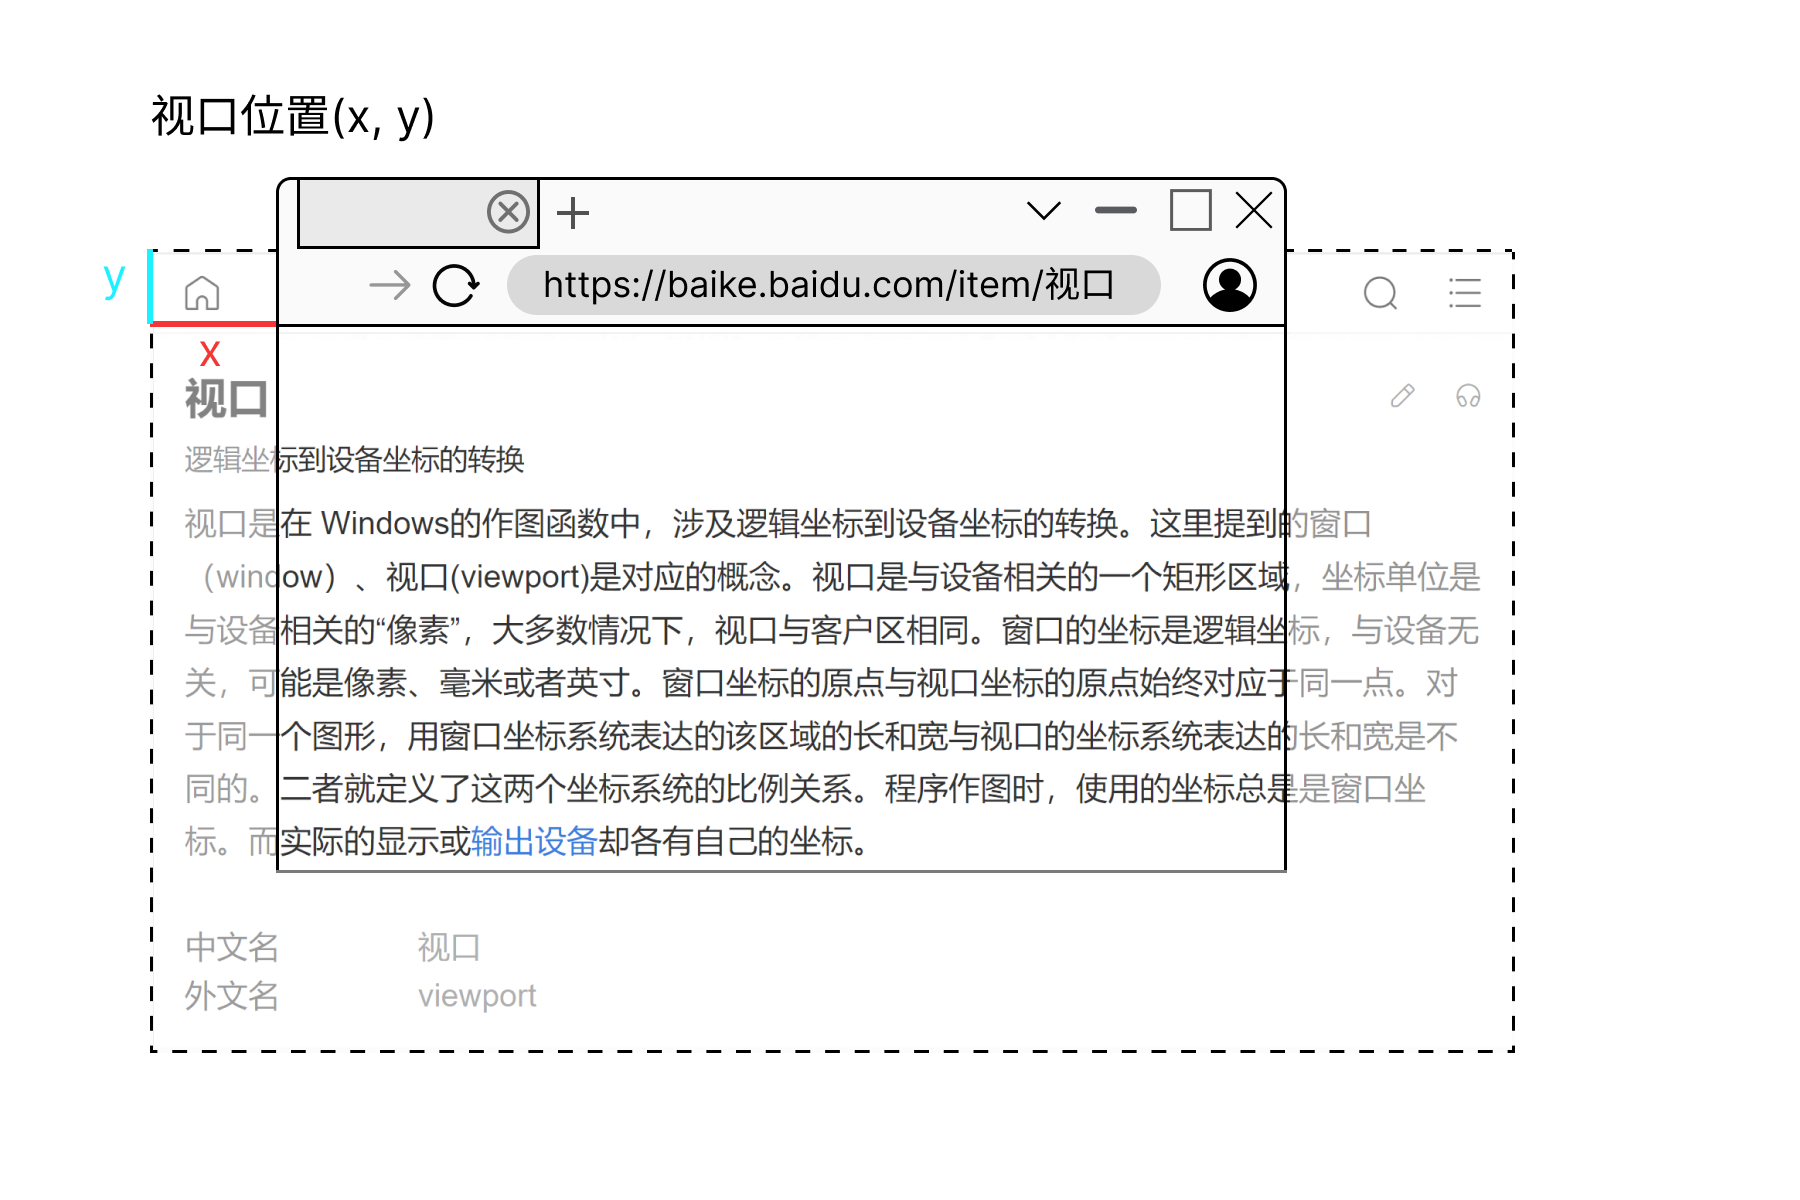 视口位置(x, y)
https://baike.baidu.com/item/视口
y
x
视口
逻辑坐标到设备坐标的转换
视口是在 Windows的作图函数中，涉及逻辑坐标到设备坐标的转换。这里提到的窗口
（window）、视口(viewport)是对应的概念。视口是与设备相关的一个矩形区域，坐标单位是
与设备相关的“像素”，大多数情况下，视口与客户区相同。窗口的坐标是逻辑坐标，与设备无
关，可能是像素、毫米或者英寸。窗口坐标的原点与视口坐标的原点始终对应于同一点。对
于同一个图形，用窗口坐标系统表达的该区域的长和宽与视口的坐标系统表达的长和宽是不
同的。二者就定义了这两个坐标系统的比例关系。程序作图时，使用的坐标总是是窗口坐
标。而实际的显示或输出设备却各有自己的坐标。
中文名 视口
外文名 viewport